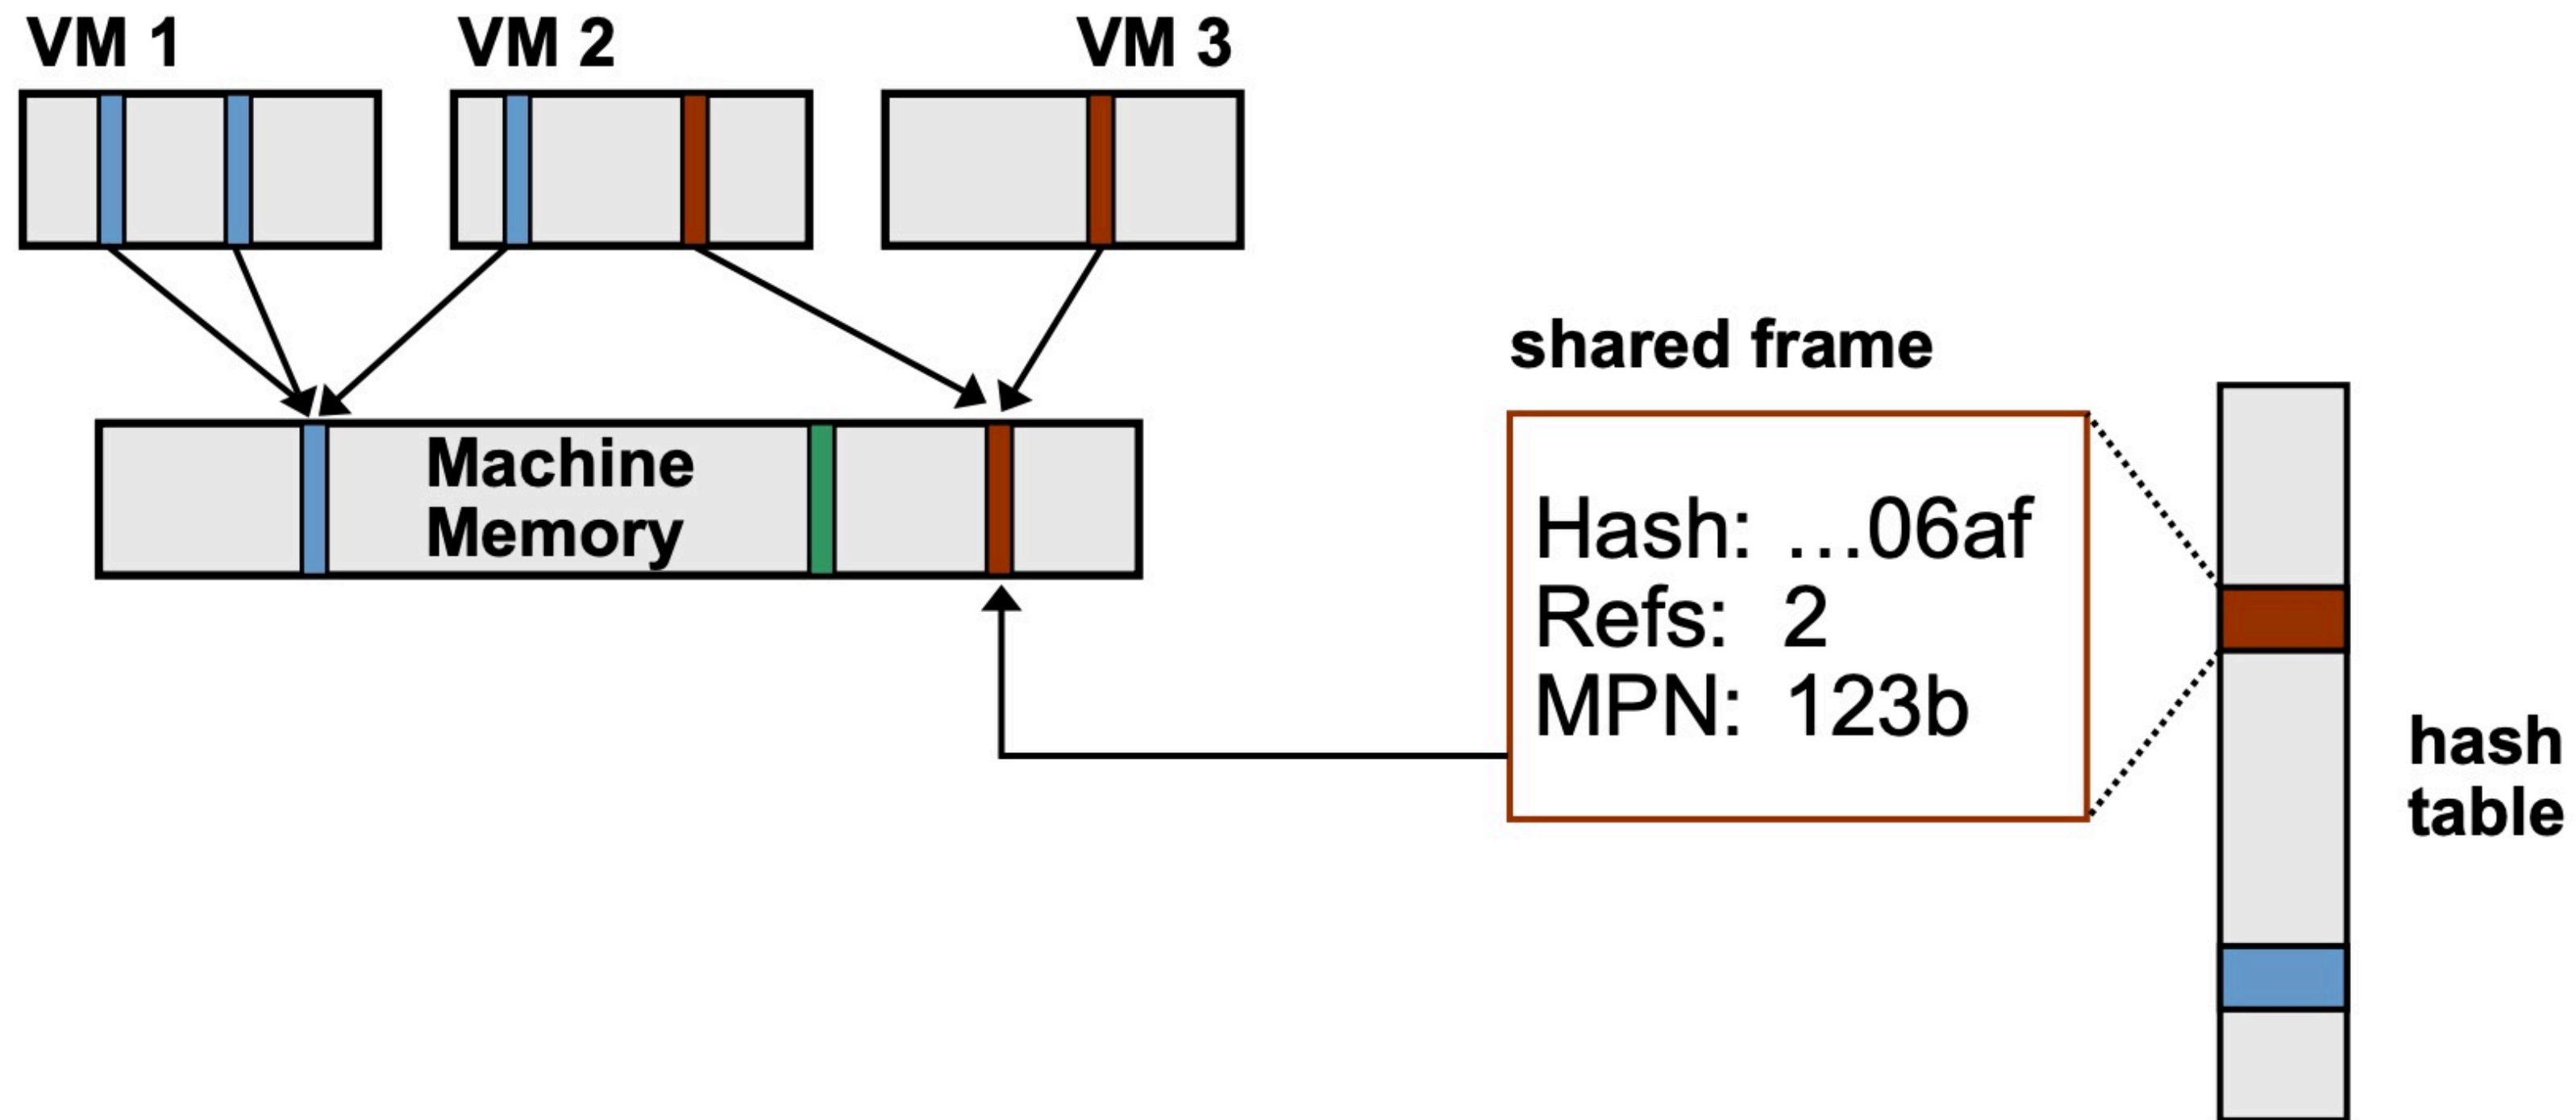 VM 1
VM 2
VM 3
Machine
Memory
shared frame
Hash: ...06af
Refs: 2
MPN: 123b
hash
table